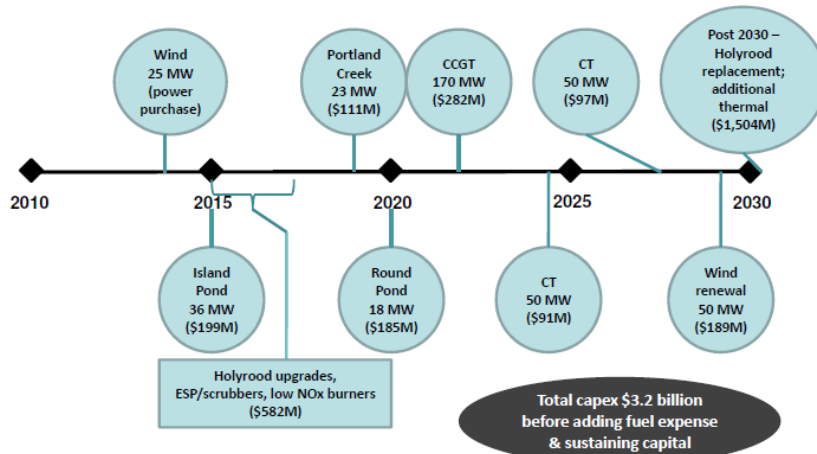 Wind
25 MW
(power
purchase)
Portland
Creek
23 MW
($111M)
CCGT
170 MW
($282M)
CT
50 MW
($97M)
Post 2030 –
Holyrood
replacement;
additional
thermal
($1,504M)
2010
2015
2020
2025
2030
Island
Pond
36 MW
($199M)
Round
Pond
18 MW
($185M)
CT
50 MW
($91M)
Wind
renewal
50 MW
($189M)
Holyrood upgrades,
ESP/scrubbers, low NOx burners
($582M)
Total capex $3.2 billion
before adding fuel expense
& sustaining capital